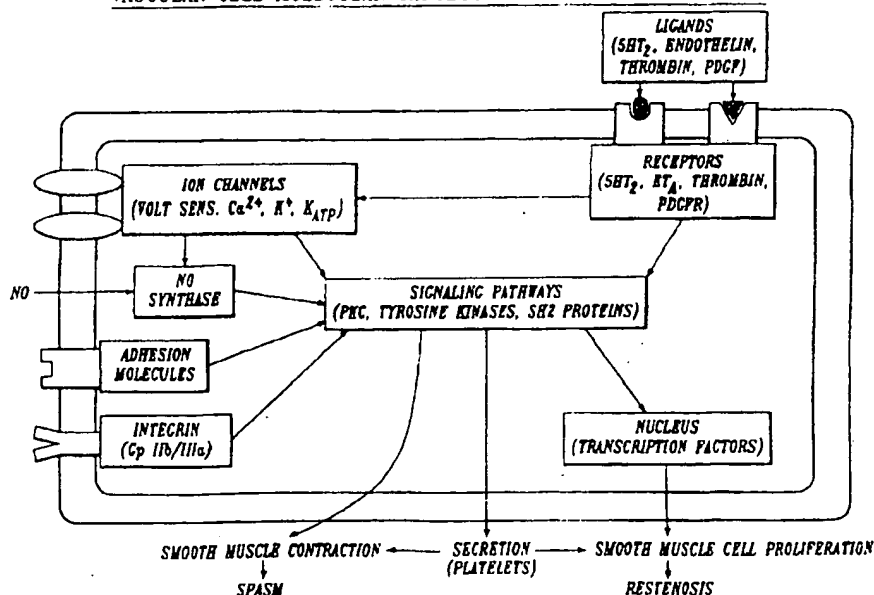 LIGANDS
(5HT₂, ENDOTHELIN,
THROMBIN, PDGF)
RECEPTORS
(5HT₂, ET_A, THROMBIN,
PDGFR)
ION CHANNELS
(VOLT SENS. Ca²⁺, K⁺, K_ATP)
NO
NO
SYNTHASE
SIGNALING PATHWAYS
(PKC, TYROSINE KINASES, SH2 PROTEINS)
ADHESION
MOLECULES
INTEGRIN
(Gp IIb/IIIa)
NUCLEUS
(TRANSCRIPTION FACTORS)
SMOOTH MUSCLE CONTRACTION
SECRETION
(PLATELETS)
SMOOTH MUSCLE CELL PROLIFERATION
SPASM
RESTENOSIS